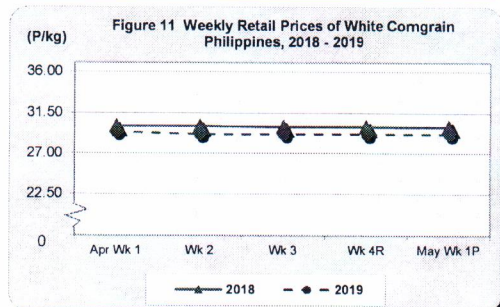 Figure 11 Weekly Retail Prices of White Comgrain
Philippines, 2018 - 2019
(P/kg)
36.00
31.50
27.00
22.50
0
Apr Wk 1 Wk 2 Wk 3 Wk 4R May Wk 1P
2018 2019